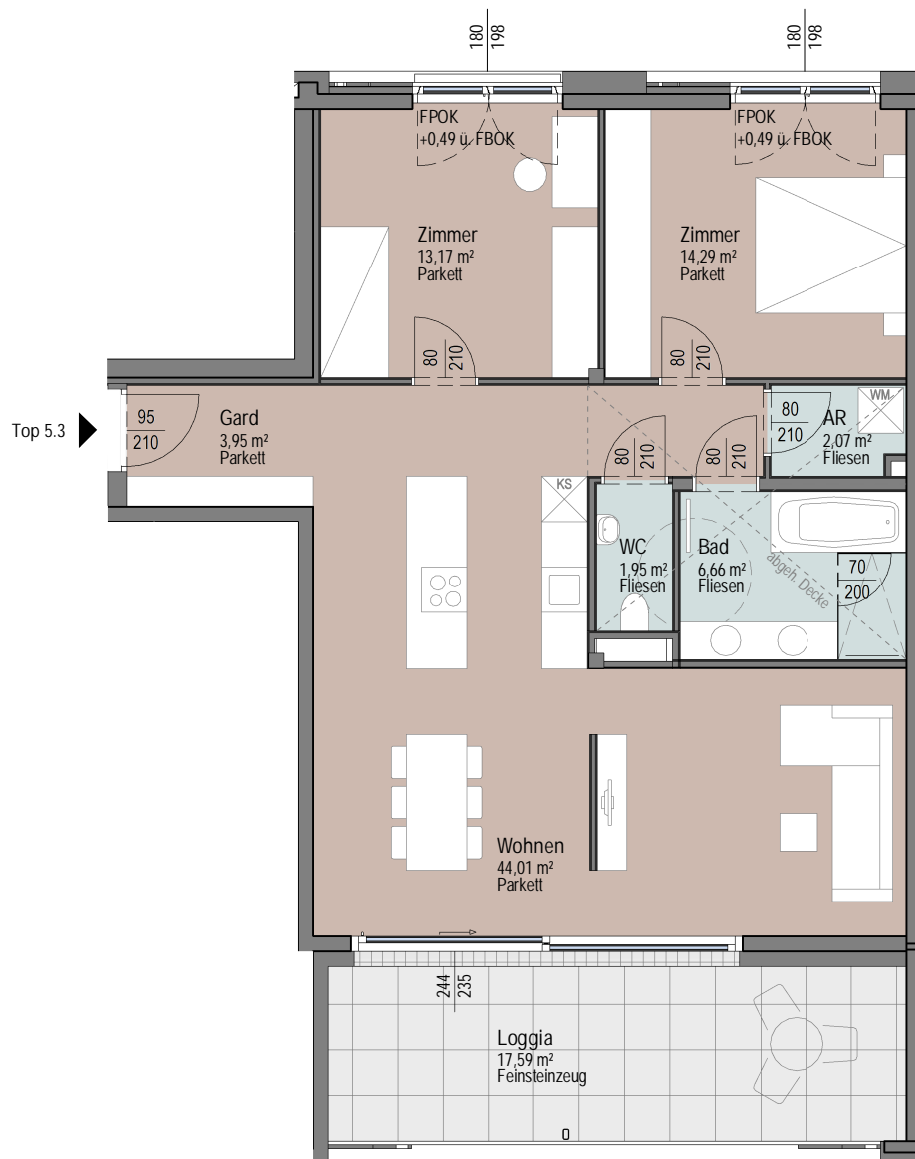 180
198
180
198
FPOK
+0,49 ü. FBOK
FPOK
+0,49 ü. FBOK
Zimmer
13,17 m²
Parkett
Zimmer
14,29 m²
Parkett
80
210
80
210
Top 5.3
95
210
Gard
3,95 m²
Parkett
80
210
AR
2,07 m²
Fliesen
WM
80
210
80
210
KS
WC
1,95 m²
Fliesen
Bad
6,66 m²
Fliesen
abgeh. Decke
70
200
Wohnen
44,01 m²
Parkett
244
235
Loggia
17,59 m²
Feinsteinzeug